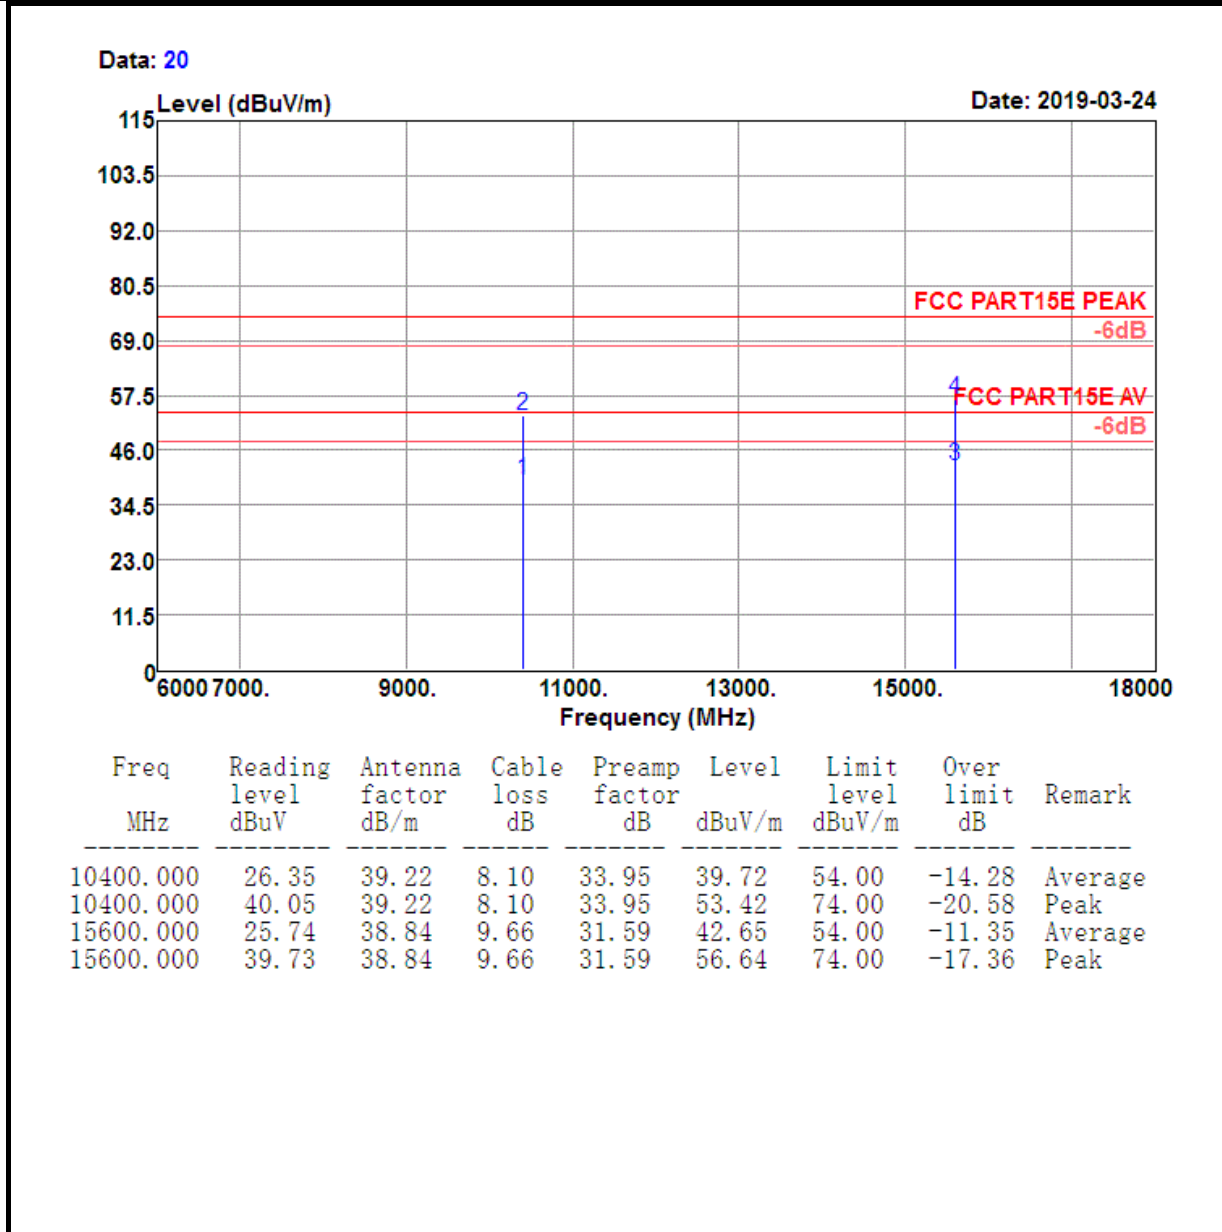 Data: 20
Level (dBuV/m) Date: 2019-03-24
115
103.5
92.0
80.5
FCC PART15E PEAK
-6dB
69.0
4
57.5 2 FCC PART15E AV
-6dB
46.0 1 3
34.5
23.0
11.5
0
6000 7000. 9000. 11000. 13000. 15000. 18000
Frequency (MHz)
Freq Reading Antenna Cable Preamp Level Limit Over
level factor loss factor level limit Remark
MHz dBuV dB/m dB dB dBuV/m dBuV/m dB
-------- -------- ------- ------ ------- ------- ------- ------ -------
10400.000 26.35 39.22 8.10 33.95 39.72 54.00 -14.28 Average
10400.000 40.05 39.22 8.10 33.95 53.42 74.00 -20.58 Peak
15600.000 25.74 38.84 9.66 31.59 42.65 54.00 -11.35 Average
15600.000 39.73 38.84 9.66 31.59 56.64 74.00 -17.36 Peak